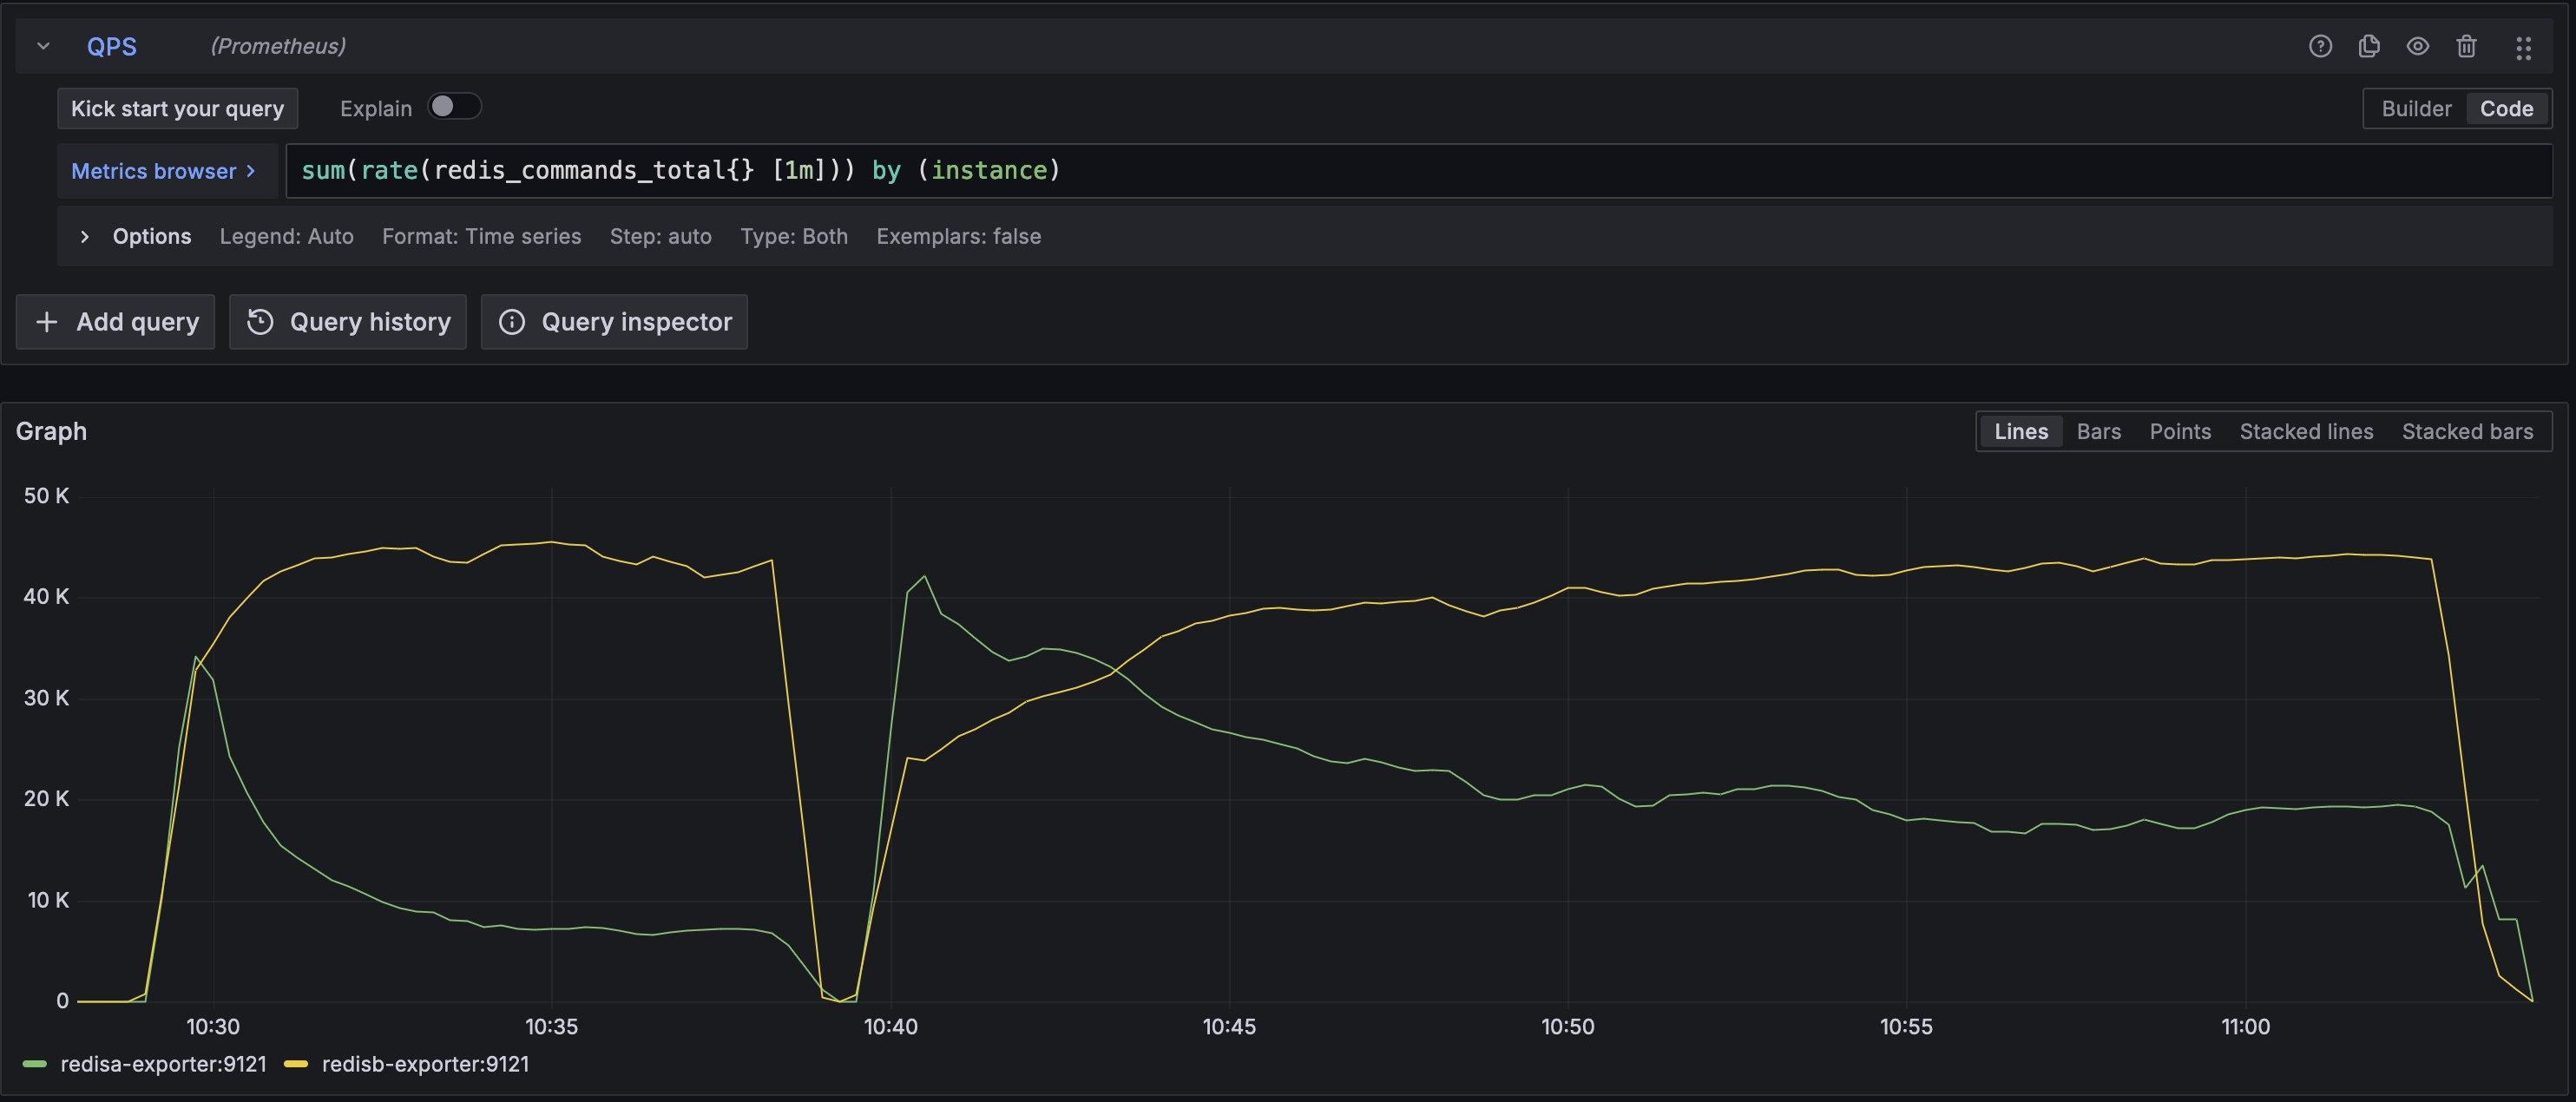 QPS (Prometheus)
Kick start your query Explain Builder Code
Metrics browser > sum(rate(redis_commands_total{} [1m])) by (instance)
> Options Legend: Auto Format: Time series Step: auto Type: Both Exemplars: false
+ Add query Query history Query inspector
Graph Lines Bars Points Stacked lines Stacked bars
50 K
40 K
30 K
20 K
10 K
0
10:30 10:35 10:40 10:45 10:50 10:55 11:00
redisa-exporter:9121 redisb-exporter:9121